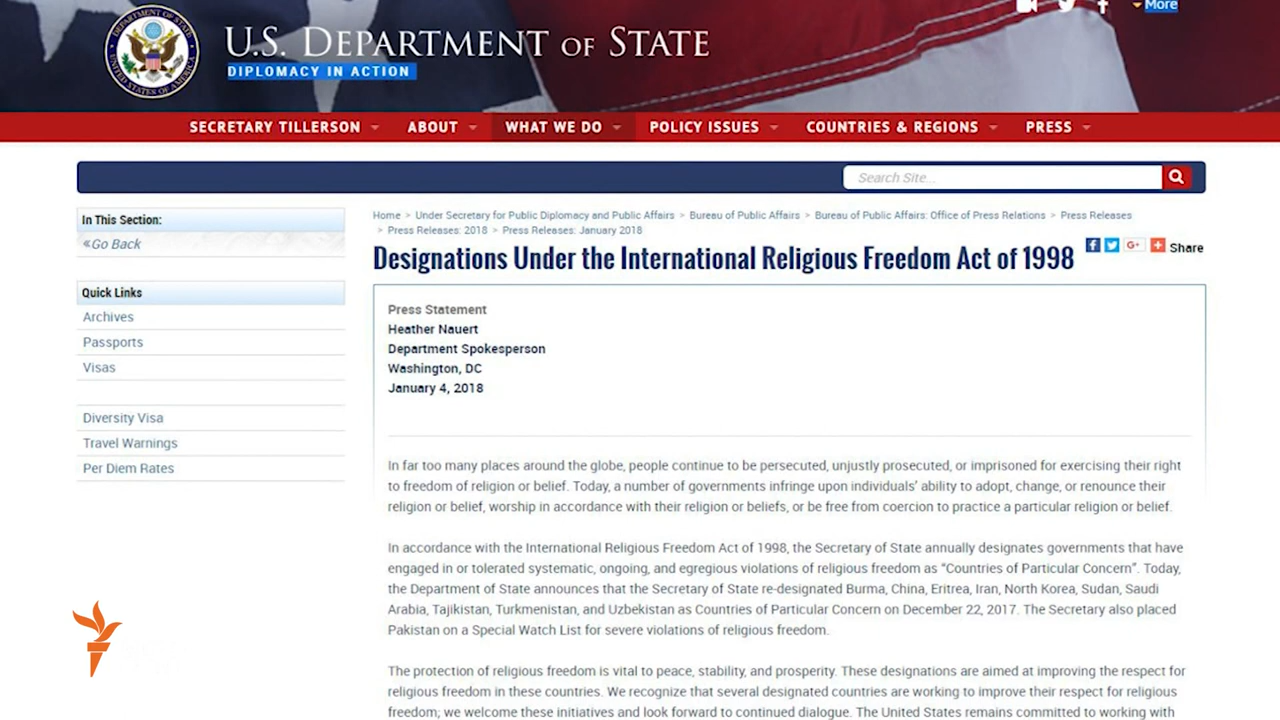 More
U.S. DEPARTMENT OF STATE
DIPLOMACY IN ACTION
SECRETARY TILLERSON ABOUT WHAT WE DO POLICY ISSUES COUNTRIES & REGIONS PRESS
Search Site...
In This Section:
«Go Back
Quick Links
Archives
Passports
Visas
Diversity Visa
Travel Warnings
Per Diem Rates
Home > Under Secretary for Public Diplomacy and Public Affairs > Bureau of Public Affairs > Bureau of Public Affairs: Office of Press Relations > Press Releases
> Press Releases: 2018 > Press Releases: January 2018
Designations Under the International Religious Freedom Act of 1998
G+ Share
Press Statement
Heather Nauert
Department Spokesperson
Washington, DC
January 4, 2018
In far too many places around the globe, people continue to be persecuted, unjustly prosecuted, or imprisoned for exercising their right
to freedom of religion or belief. Today, a number of governments infringe upon individuals’ ability to adopt, change, or renounce their
religion or belief, worship in accordance with their religion or beliefs, or be free from coercion to practice a particular religion or belief.
In accordance with the International Religious Freedom Act of 1998, the Secretary of State annually designates governments that have
engaged in or tolerated systematic, ongoing, and egregious violations of religious freedom as “Countries of Particular Concern”. Today,
the Department of State announces that the Secretary of State re-designated Burma, China, Eritrea, Iran, North Korea, Sudan, Saudi
Arabia, Tajikistan, Turkmenistan, and Uzbekistan as Countries of Particular Concern on December 22, 2017. The Secretary also placed
Pakistan on a Special Watch List for severe violations of religious freedom.
The protection of religious freedom is vital to peace, stability, and prosperity. These designations are aimed at improving the respect for
religious freedom in these countries. We recognize that several designated countries are working to improve their respect for religious
freedom; we welcome these initiatives and look forward to continued dialogue. The United States remains committed to working with